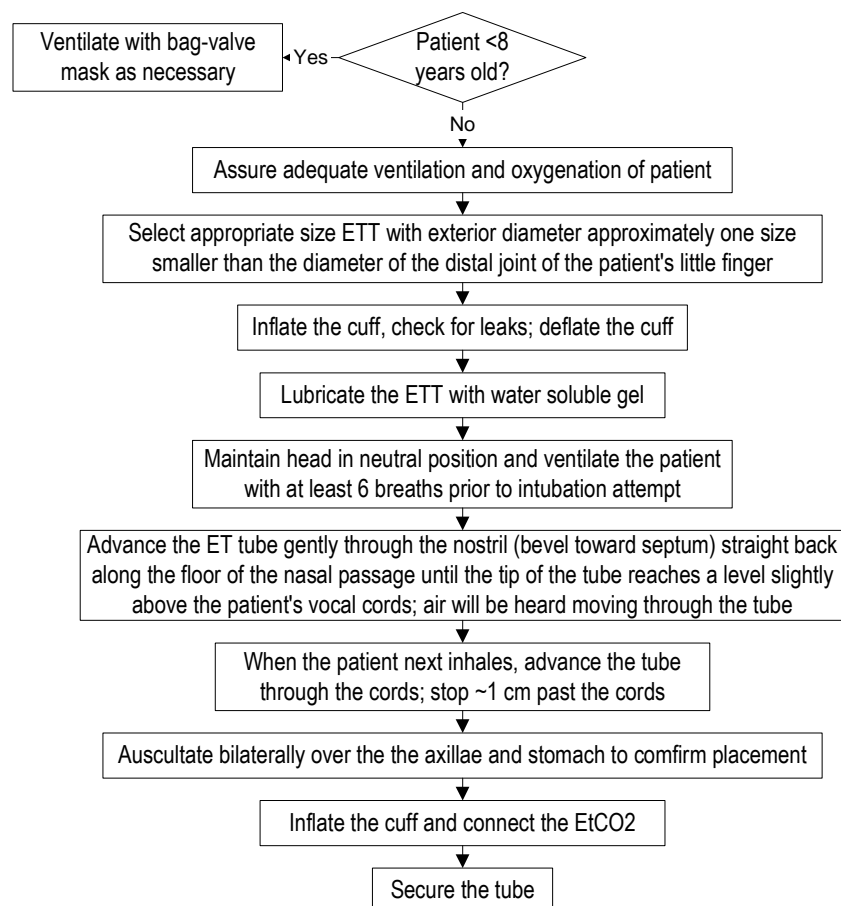 Patient <8
years old?
Yes
Ventilate with bag-valve
mask as necessary
No
Assure adequate ventilation and oxygenation of patient
Select appropriate size ETT with exterior diameter approximately one size
smaller than the diameter of the distal joint of the patient's little finger
Inflate the cuff, check for leaks; deflate the cuff
Lubricate the ETT with water soluble gel
Maintain head in neutral position and ventilate the patient
with at least 6 breaths prior to intubation attempt
Advance the ET tube gently through the nostril (bevel toward septum) straight back
along the floor of the nasal passage until the tip of the tube reaches a level slightly
above the patient's vocal cords; air will be heard moving through the tube
When the patient next inhales, advance the tube
through the cords; stop ~1 cm past the cords
Auscultate bilaterally over the the axillae and stomach to comfirm placement
Inflate the cuff and connect the EtCO2
Secure the tube